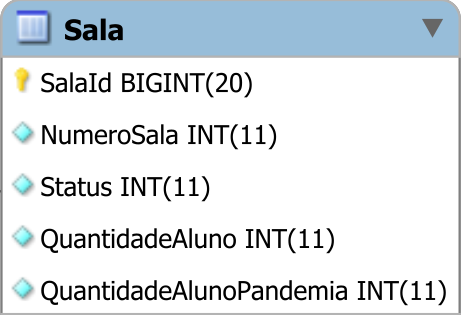 Sala
SalaId BIGINT(20)
NumeroSala INT(11)
Status INT(11)
QuantidadeAluno INT(11)
QuantidadeAlunoPandemia INT(11)